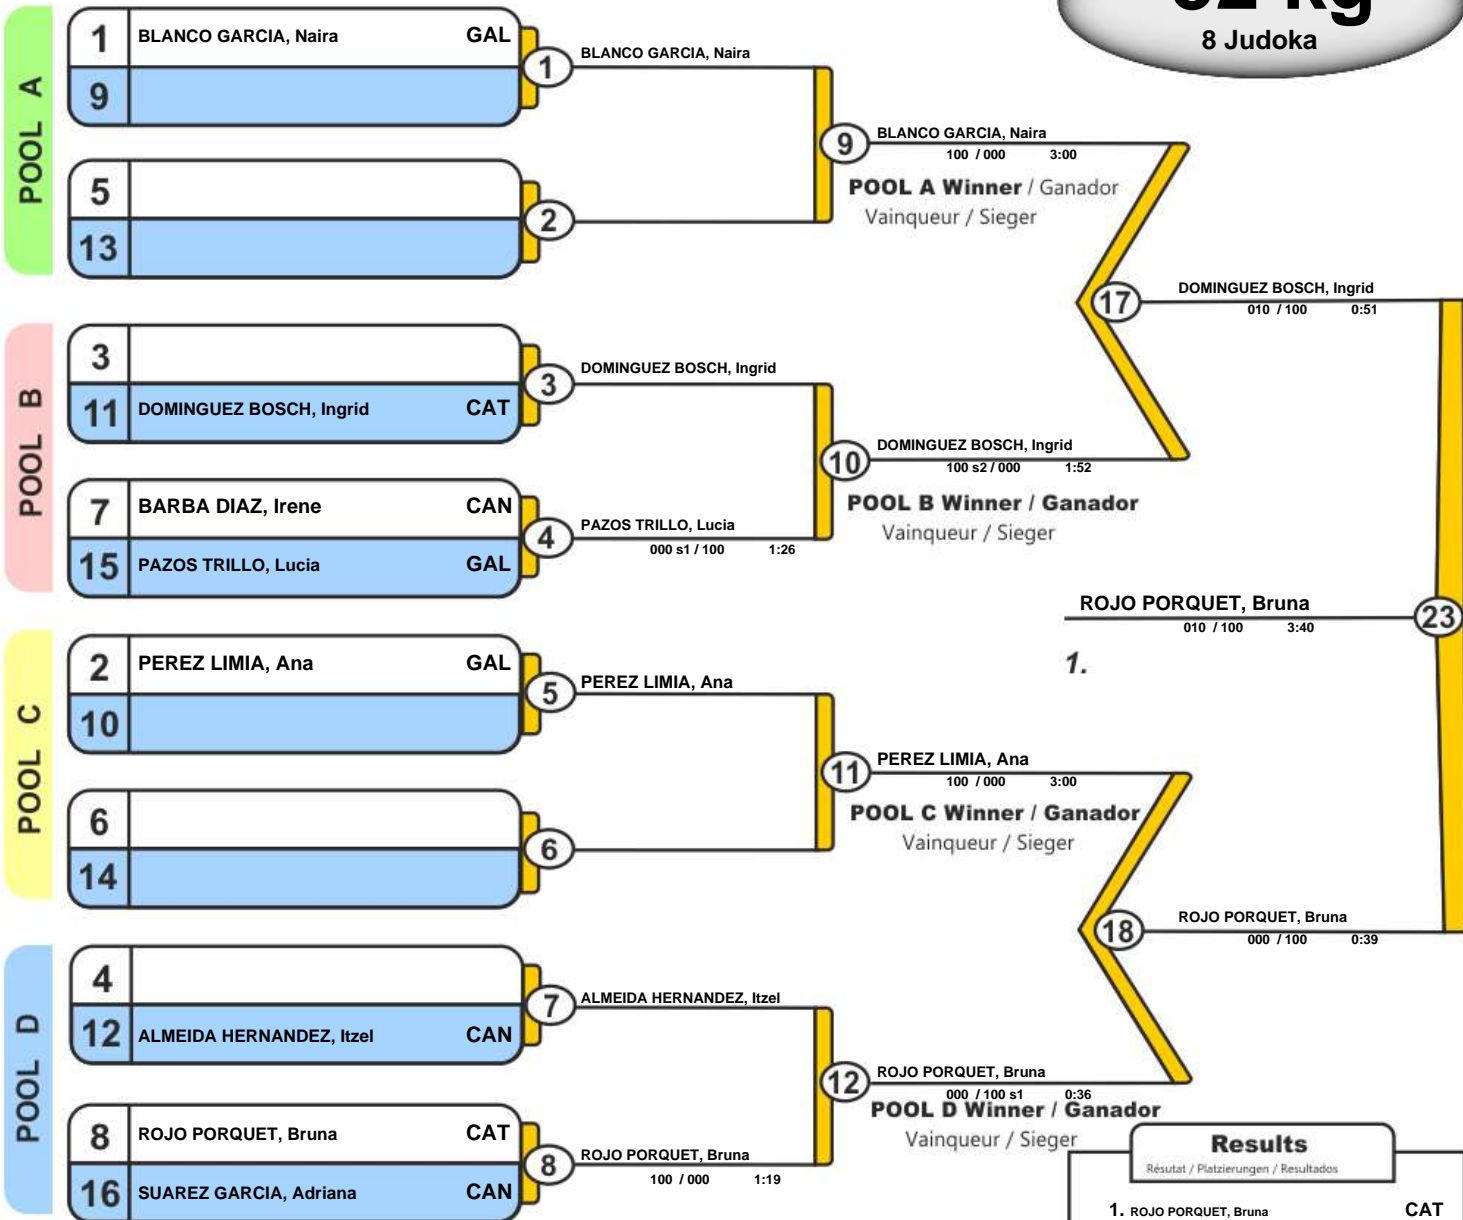 52 kg
8 Judoka
POOL A
1 BLANCO GARCIA, Naira GAL
9
5
13
1 BLANCO GARCIA, Naira
2
9 BLANCO GARCIA, Naira
100 / 000 3:00
POOL A Winner / Ganador
Vainqueur / Sieger
POOL B
3
11 DOMINGUEZ BOSCH, Ingrid CAT
7 BARBA DIAZ, Irene CAN
15 PAZOS TRILLO, Lucia GAL
3 DOMINGUEZ BOSCH, Ingrid
4 PAZOS TRILLO, Lucia
000 s1 / 100 1:26
10 DOMINGUEZ BOSCH, Ingrid
100 s2 / 000 1:52
POOL B Winner / Ganador
Vainqueur / Sieger
17 DOMINGUEZ BOSCH, Ingrid
010 / 100 0:51
ROJO PORQUET, Bruna 23
010 / 100 3:40
1.
POOL C
2 PEREZ LIMIA, Ana GAL
10
6
14
5 PEREZ LIMIA, Ana
6
11 PEREZ LIMIA, Ana
100 / 000 3:00
POOL C Winner / Ganador
Vainqueur / Sieger
POOL D
4
12 ALMEIDA HERNANDEZ, Itzel CAN
8 ROJO PORQUET, Bruna CAT
16 SUAREZ GARCIA, Adriana CAN
7 ALMEIDA HERNANDEZ, Itzel
8 ROJO PORQUET, Bruna
100 / 000 1:19
12 ROJO PORQUET, Bruna
000 / 100 s1 0:36
POOL D Winner / Ganador
Vainqueur / Sieger
18 ROJO PORQUET, Bruna
000 / 100 0:39
Results
Résutat / Platzierungen / Resultados
1. ROJO PORQUET, Bruna CAT